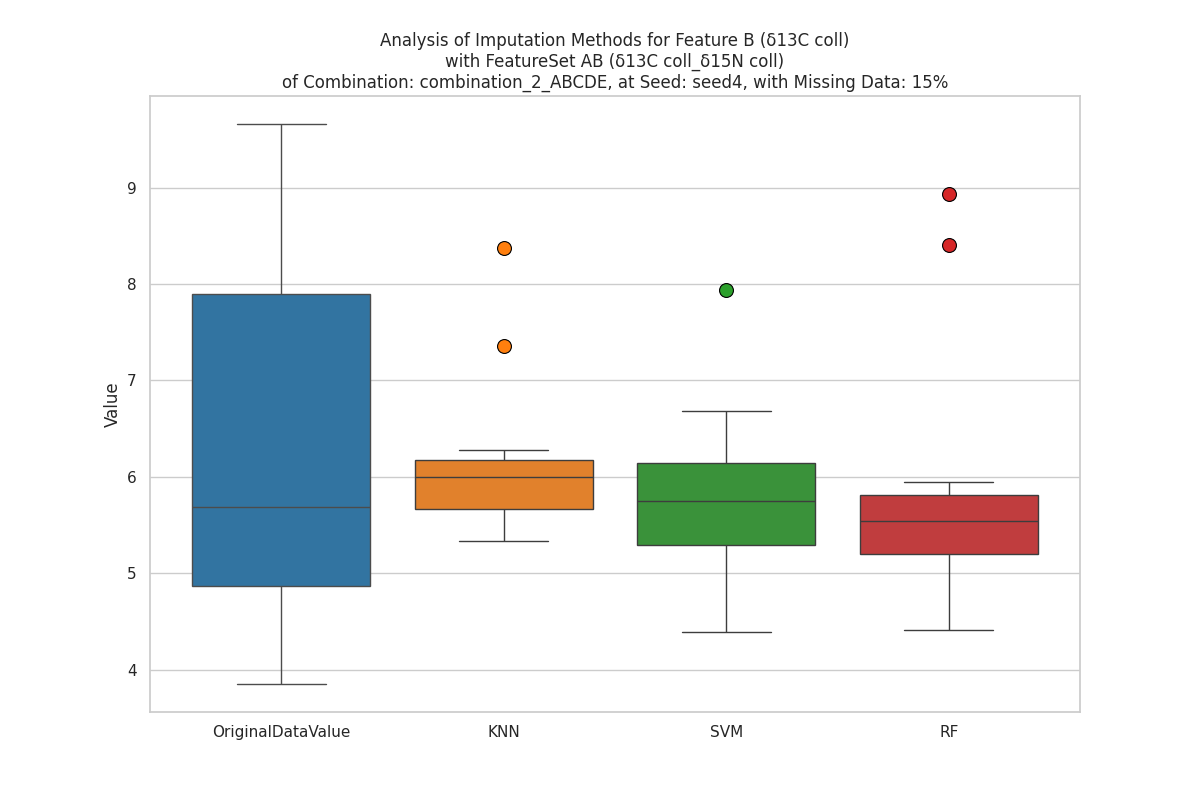 Analysis of Imputation Methods for Feature B (δ13C coll)
with FeatureSet AB (δ13C coll_δ15N coll)
of Combination: combination_2_ABCDE, at Seed: seed4, with Missing Data: 15%
Value
9
8
7
6
5
4
OriginalDataValue
KNN
SVM
RF